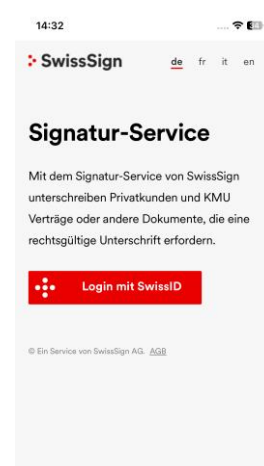 14:32
SwissSign de fr it en
Signatur-Service
Mit dem Signatur-Service von SwissSign
unterschreiben Privatkunden und KMU
Verträge oder andere Dokumente, die eine
rechtsgültige Unterschrift erfordern.
Login mit SwissID
© Ein Service von SwissSign AG. AGB